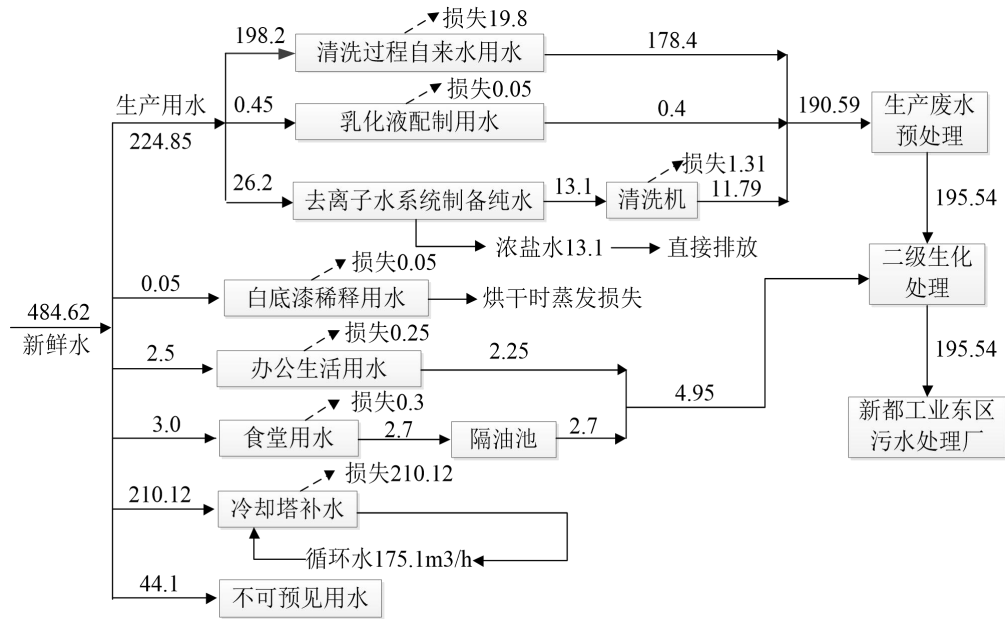 损失19.8
198.2
清洗过程自来水用水
178.4
生产用水
224.85
0.45
损失0.05
乳化液配制用水
0.4
190.59
生产废水
预处理
26.2
去离子水系统制备纯水
13.1
清洗机
损失1.31
11.79
195.54
浓盐水13.1
直接排放
二级生化
处理
损失0.05
0.05
白底漆稀释用水
烘干时蒸发损失
484.62
新鲜水
损失0.25
2.5
办公生活用水
2.25
195.54
4.95
损失0.3
3.0
食堂用水
2.7
隔油池
2.7
新都工业东区
污水处理厂
损失210.12
210.12
冷却塔补水
循环水175.1m3/h
44.1
不可预见用水